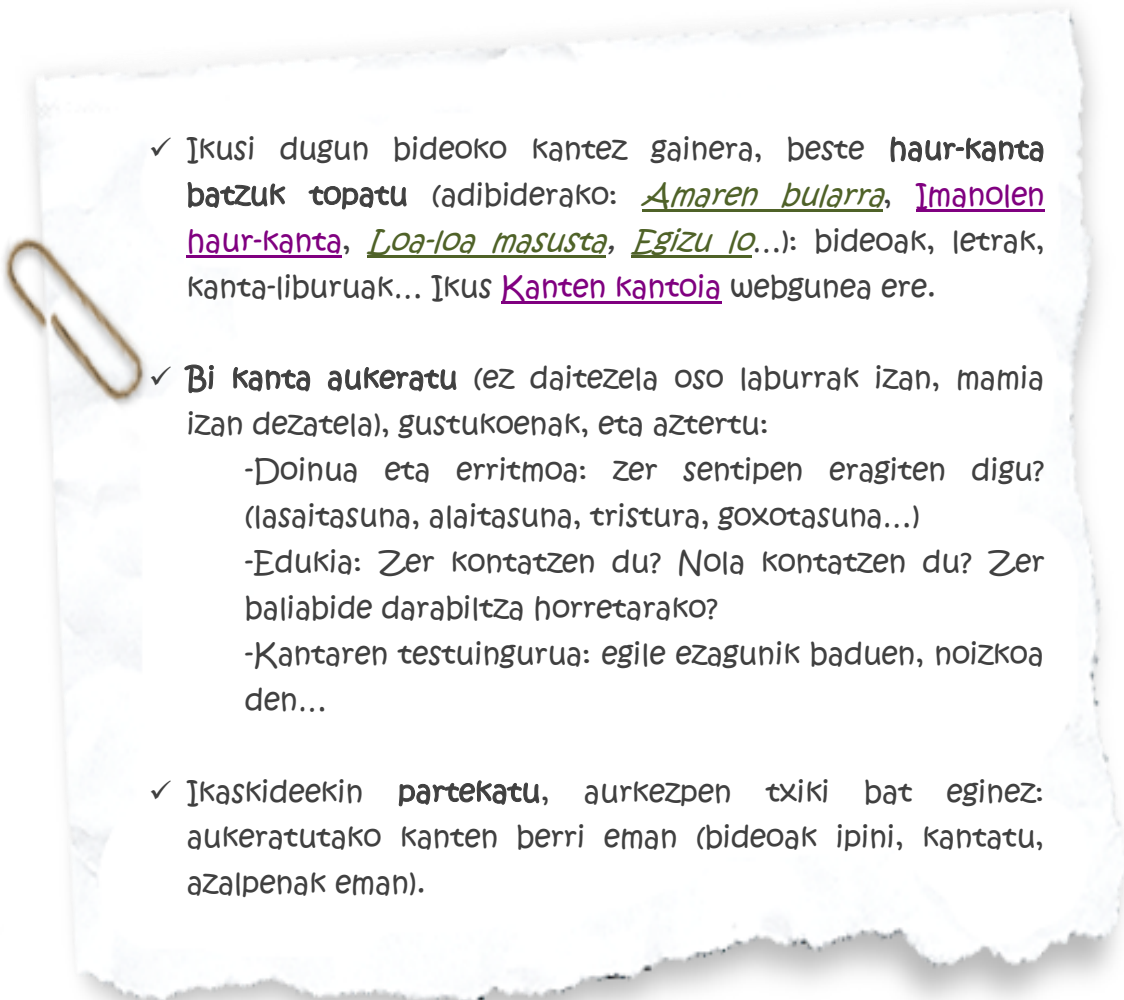 ✓ Ikusi dugun bideoko kantez gainera, beste haur-kanta
batzuk topatu (adibiderako: Amaren bularra, Imanolen
haur-kanta, Loa-loa masusta, Egizu lo...): bideoak, letrak,
kanta-liburuak... Ikus Kanten kantoia webgunea ere.
✓ Bi kanta aukeratu (ez daitezela oso laburrak izan, mamia
izan dezatela), gustukoenak, eta aztertu:
-Doinua eta erritmoa: zer sentipen eragiten digu?
(lasaitasuna, alaitasuna, tristura, goxotasuna...)
-Edukia: Zer kontatzen du? Nola kontatzen du? Zer
baliabide darabiltza horretarako?
-Kantaren testuingurua: egile ezagunik baduen, noizkoa
den...
✓ Ikaskideekin partekatu, aurkezpen txiki bat eginez:
aukeratutako kanten berri eman (bideoak ipini, kantatu,
azalpenak eman).